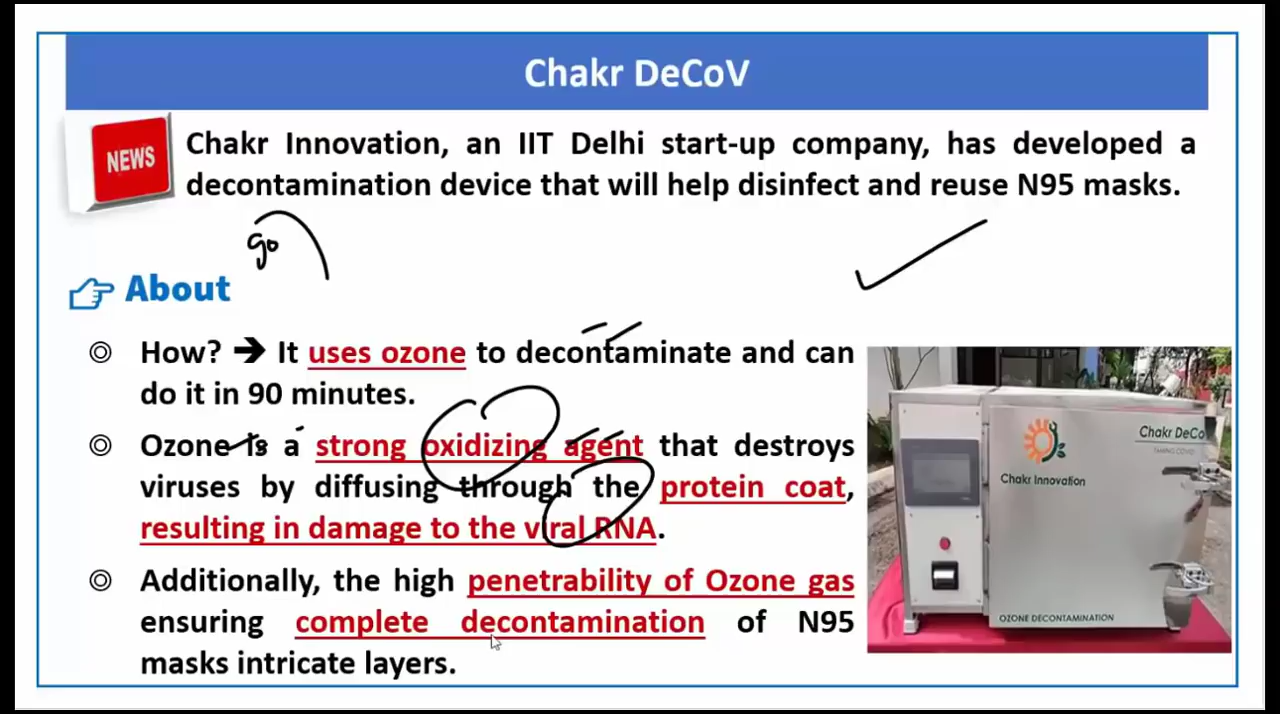 Chakr DeCoV
NEWS
Chakr Innovation, an IIT Delhi start-up company, has developed a
decontamination device that will help disinfect and reuse N95 masks.
go
About
How? → It uses ozone to decontaminate and can
do it in 90 minutes.
Ozone is a strong oxidizing agent that destroys
viruses by diffusing through the protein coat,
resulting in damage to the viral RNA.
Additionally, the high penetrability of Ozone gas
ensuring complete decontamination of N95
masks intricate layers.
Chakr DeCo
Chakr Innovation
OZONE DECONTAMINATION